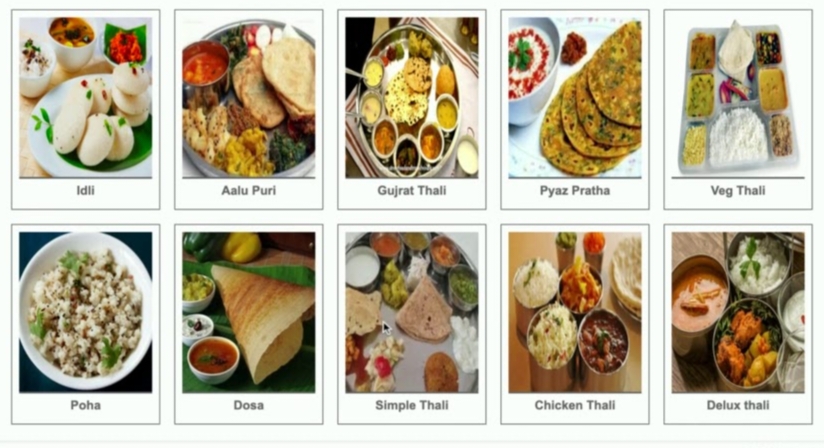 Idli
Aalu Puri
Gujrat Thali
Pyaz Pratha
Veg Thali
Poha
Dosa
Simple Thali
Chicken Thali
Delux thali